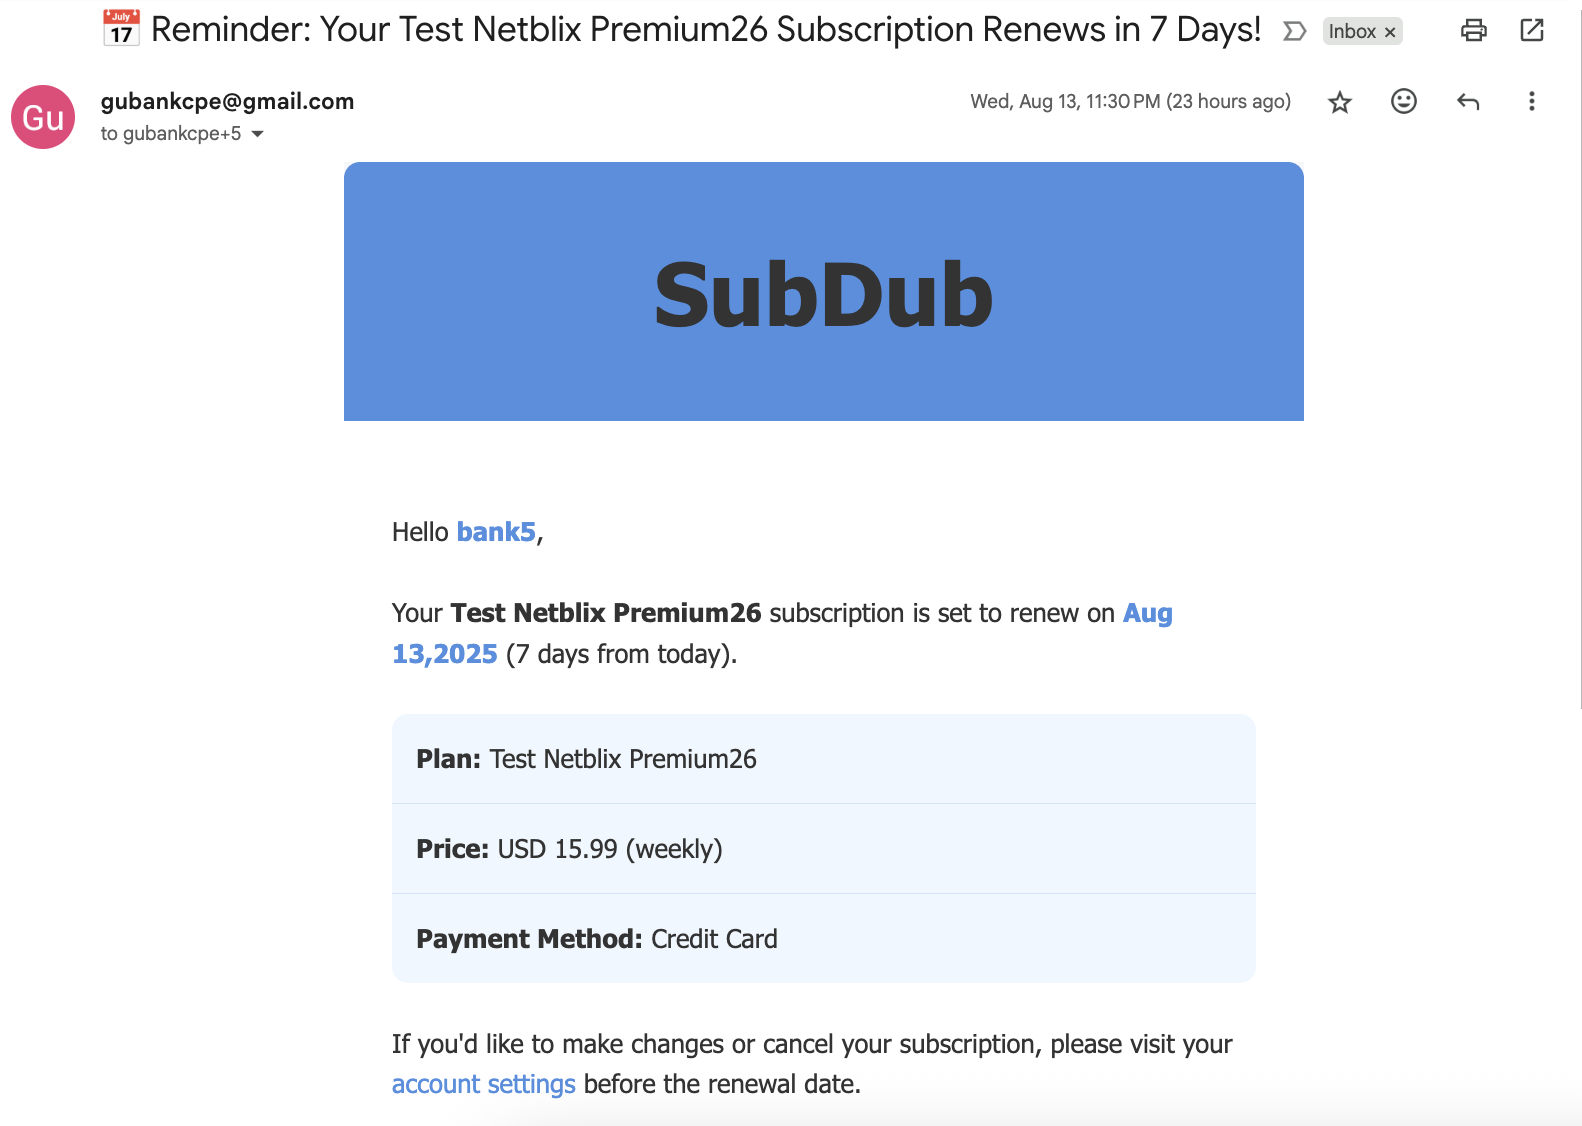 July
17
Reminder: Your Test Netblix Premium26 Subscription Renews in 7 Days!
Inbox ×
Gu
gubankcpe@gmail.com
Wed, Aug 13, 11:30 PM (23 hours ago)
to gubankcpe+5
SubDub
Hello bank5,
Your Test Netblix Premium26 subscription is set to renew on Aug
13,2025 (7 days from today).
Plan: Test Netblix Premium26
Price: USD 15.99 (weekly)
Payment Method: Credit Card
If you'd like to make changes or cancel your subscription, please visit your
account settings before the renewal date.